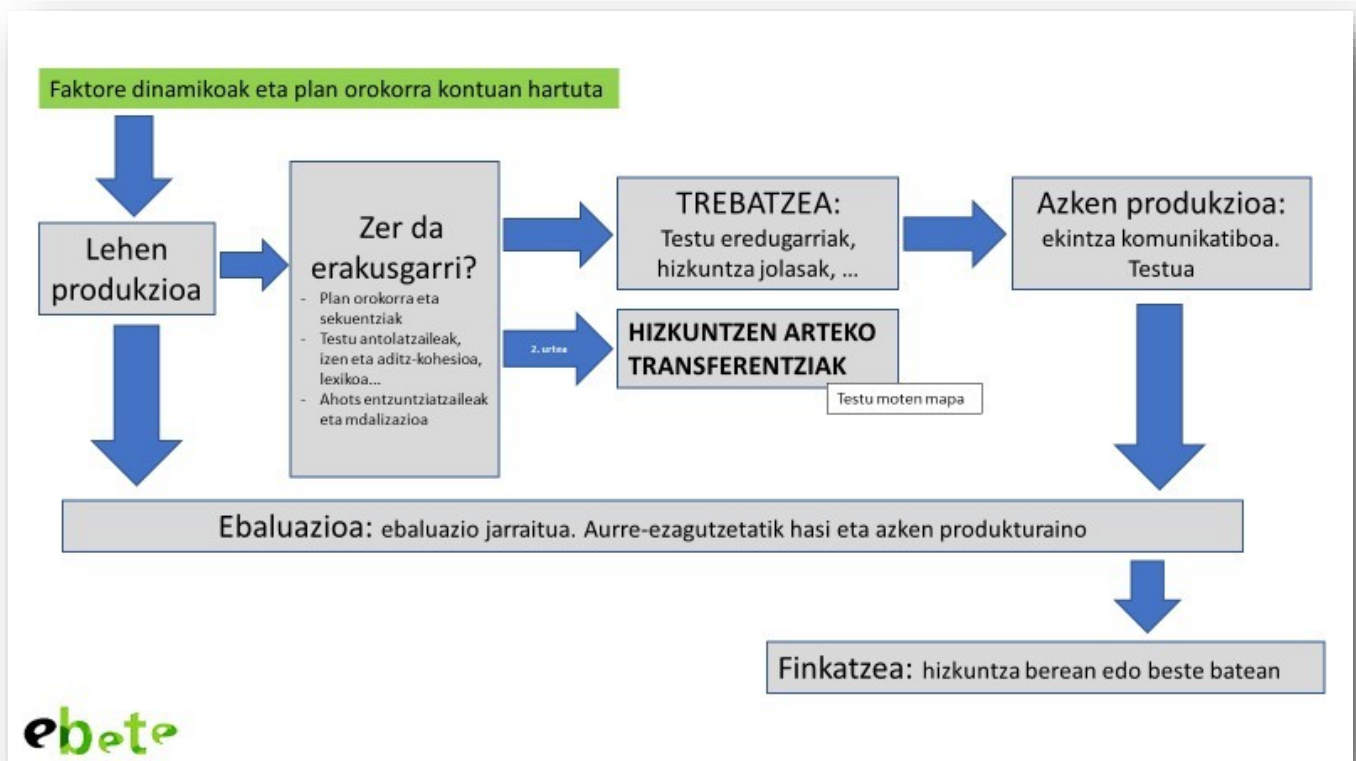 Faktore dinamikoak eta plan orokorra kontuan hartuta
Lehen
produkzioa
Zer da
erakusgarri?
- Plan orokorra eta
sekuentziak
- Testu antolatzaileak,
izen eta aditz-kohesioa,
lexikoa...
- Ahots entzuntziatzaileak
eta mdalizazioa
TREBATZEA:
Testu eredugarriak,
hizkuntza jolasak, ...
2. urtea
HIZKUNTZEN ARTEKO
TRANSFERENTZIAK
Testu moten mapa
Azken produkzioa:
ekintza komunikatiboa.
Testua
Ebaluazioa: ebaluazio jarraitua. Aurre-ezagutzetatik hasi eta azken produkturaino
Finkatzea: hizkuntza berean edo beste batean
ebete